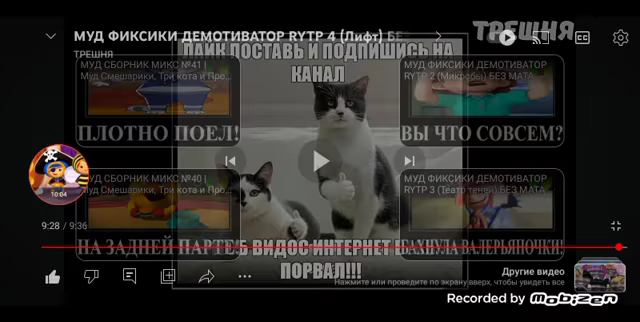 МУД ФИКСИКИ ДЕМОТИВАТОР RYTP 4 (Лифт) БЕЗ
ТРЕШНЯ
ТРЕШНЯ
ЛАЙК ПОСТАВЬ И ПОДПИШИСЬ НА
КАНАЛ
МУД СБОРНИК МИКС №41 |
Муд Смешарики, Три кота и Про...
МУД ФИКСИКИ ДЕМОТИВАТОР
RYTP 2 (Микробы) БЕЗ МАТА
ПЛОТНО ПОЕЛ!
ВЫ ЧТО СОВСЕМ?
МУД СБОРНИК МИКС №40 |
Муд Смешарики, Три кота и Про...
МУД ФИКСИКИ ДЕМОТИВАТОР
RYTP 3 (Театр теней) БЕЗ МАТА
10:04
9:28 / 9:36
НА ЗАДНЕЙ ПАРТЕ
Б ВИДОС ИНТЕРНЕТ
ПОРВАЛ!!!
БАХНУЛА ВАЛЕРЬЯНОЧКИ!
Другие видео
Нажмите или проведите по экрану вверх, чтобы увидеть все
Recorded by Mobizen